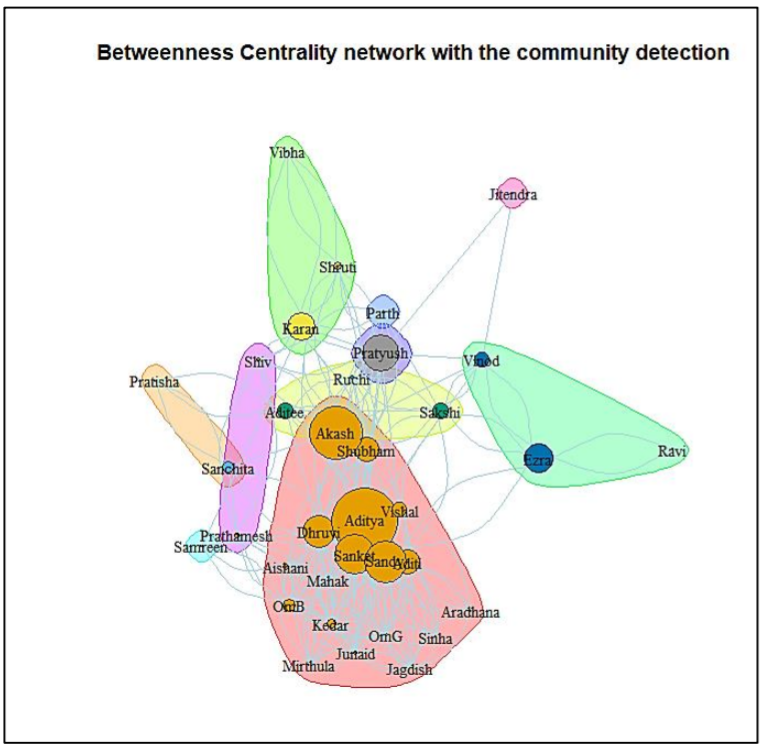 Betweenness Centrality network with the community detection
Vibha
Jitendra
Shruti
Parth
Karan
Pratyush
Shiv
Vinod
Ruchi
Pratisha
Aditee
Sakshi
Akash
Shubham
Ravi
Ezra
Sanchita
Vishal
Aditya
Dhruvi
Prathamesh
Samreen
Sanket
Sandy
Aditi
Aishani
Mahak
OmB
Aradhana
Kedar
OmG
Sinha
Junaid
Mirthula
Jagdish